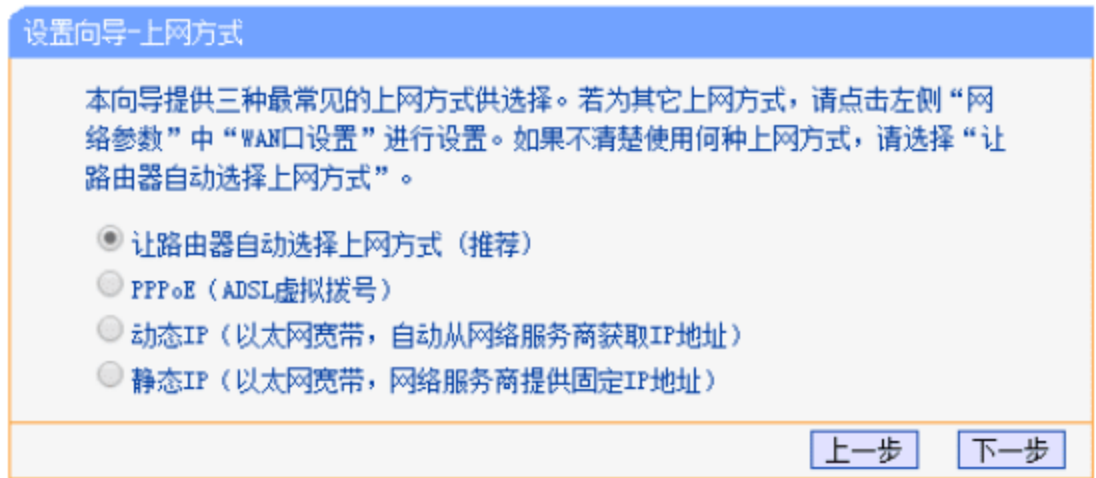 设置向导-上网方式
本向导提供三种最常见的上网方式供选择。若为其它上网方式，请点击左侧“网
络参数”中“WAN口设置”进行设置。如果不清楚使用何种上网方式，请选择“让
路由器自动选择上网方式”。
让路由器自动选择上网方式（推荐）
PPPoE（ADSL虚拟拨号）
动态IP（以太网宽带，自动从网络服务商获取IP地址）
静态IP（以太网宽带，网络服务商提供固定IP地址）
上一步 下一步